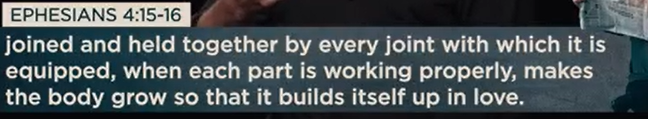 EPHESIANS 4:15-16
joined and held together by every joint with which it is
equipped, when each part is working properly, makes
the body grow so that it builds itself up in love.